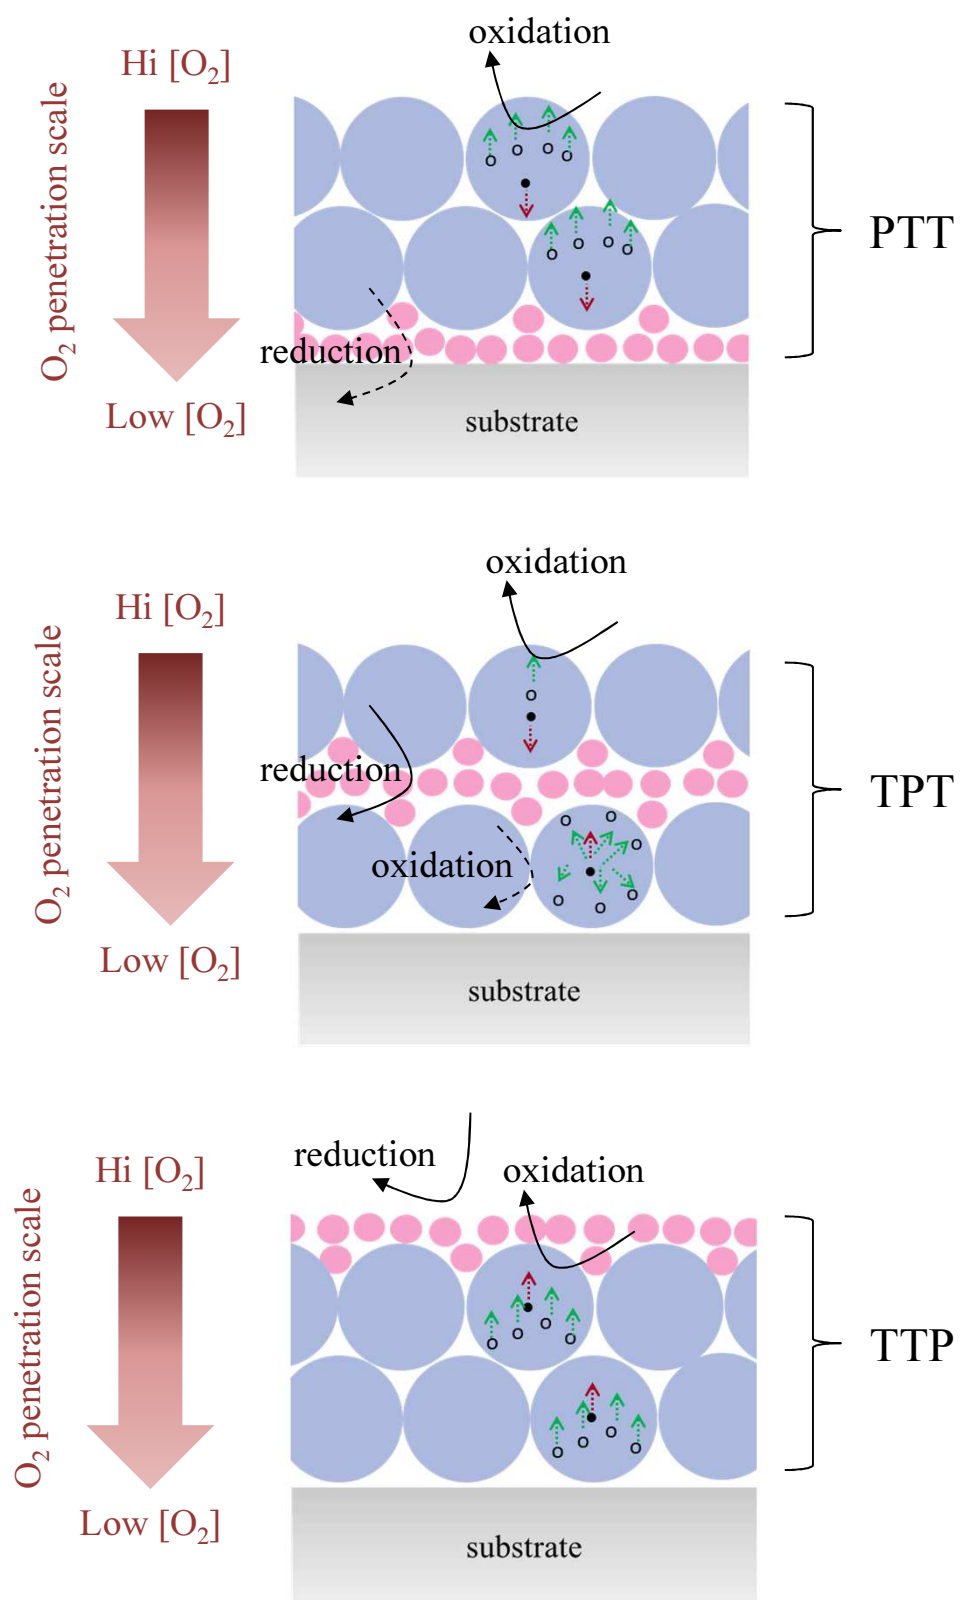 oxidation
Hi [O₂]
O₂ penetration scale
PTT
reduction
Low [O₂]
substrate
oxidation
Hi [O₂]
O₂ penetration scale
reduction
TPT
oxidation
Low [O₂]
substrate
reduction
Hi [O₂]
oxidation
O₂ penetration scale
TTP
Low [O₂]
substrate